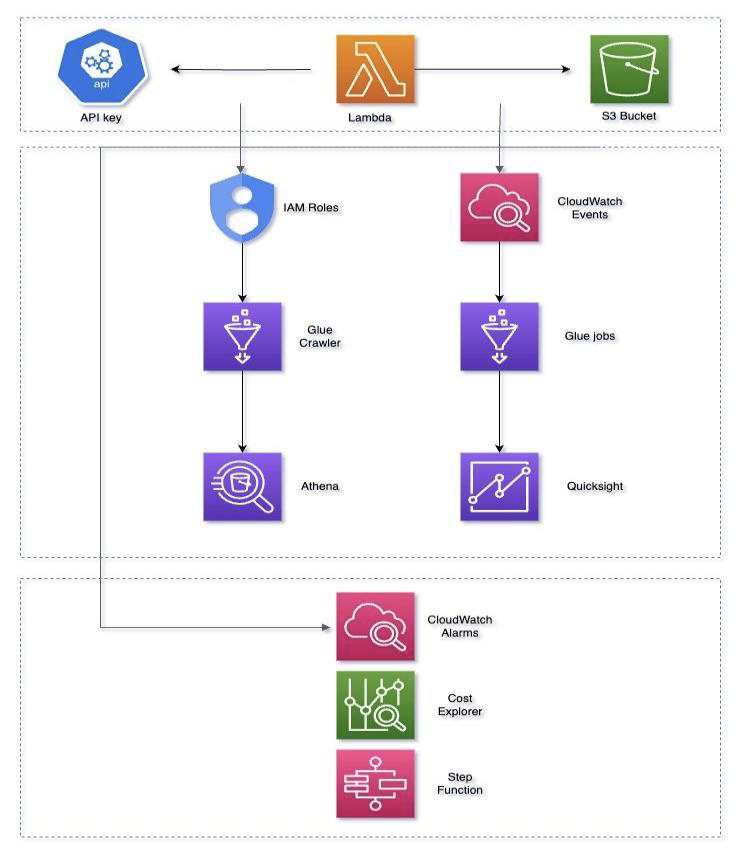 api
API key
Lambda
S3 Bucket
IAM Roles
CloudWatch
Events
Glue
Crawler
Glue jobs
Athena
Quicksight
CloudWatch
Alarms
Cost
Explorer
Step
Function